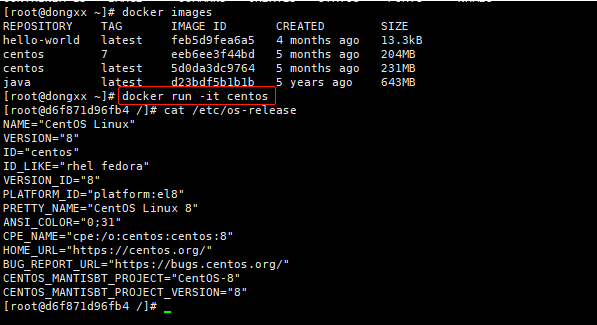 [root@dongxx ~]# docker images
REPOSITORY TAG IMAGE ID CREATED SIZE
hello-world latest feb5d9fea6a5 4 months ago 13.3kB
centos 7 eeb6ee3f44bd 5 months ago 204MB
centos latest 5d0da3dc9764 5 months ago 231MB
java latest d23bdf5b1b1b 5 years ago 643MB
[root@dongxx ~]# docker run -it centos
[root@d6f871d96fb4 /]# cat /etc/os-release
NAME="CentOS Linux"
VERSION="8"
ID="centos"
ID_LIKE="rhel fedora"
VERSION_ID="8"
PLATFORM_ID="platform:el8"
PRETTY_NAME="CentOS Linux 8"
ANSI_COLOR="0;31"
CPE_NAME="cpe:/o:centos:centos:8"
HOME_URL="https://centos.org/"
BUG_REPORT_URL="https://bugs.centos.org/"
CENTOS_MANTISBT_PROJECT="CentOS-8"
CENTOS_MANTISBT_PROJECT_VERSION="8"
[root@d6f871d96fb4 /]#